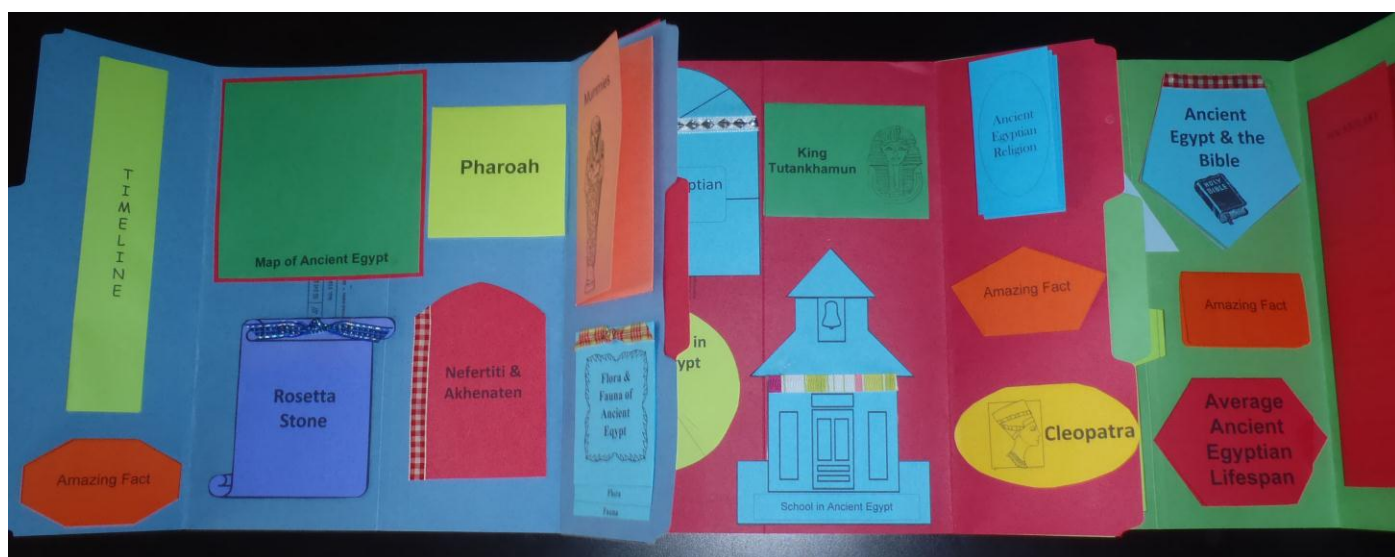 TIMELINE
Amazing Fact
Map of Ancient Egypt
Pharoah
Rosetta
Stone
Nefertiti &
Akhenaten
Mummies
Flora &
Fauna of
Ancient
Egypt
Flora
Fauna
ptian
in
ypt
King
Tutankhamun
School in Ancient Egypt
Ancient
Egyptian
Religion
Amazing Fact
Cleopatra
Ancient
Egypt & the
Bible
HOLY
BIBLE
Amazing Fact
Average
Ancient
Egyptian
Lifespan
VOCABULARY